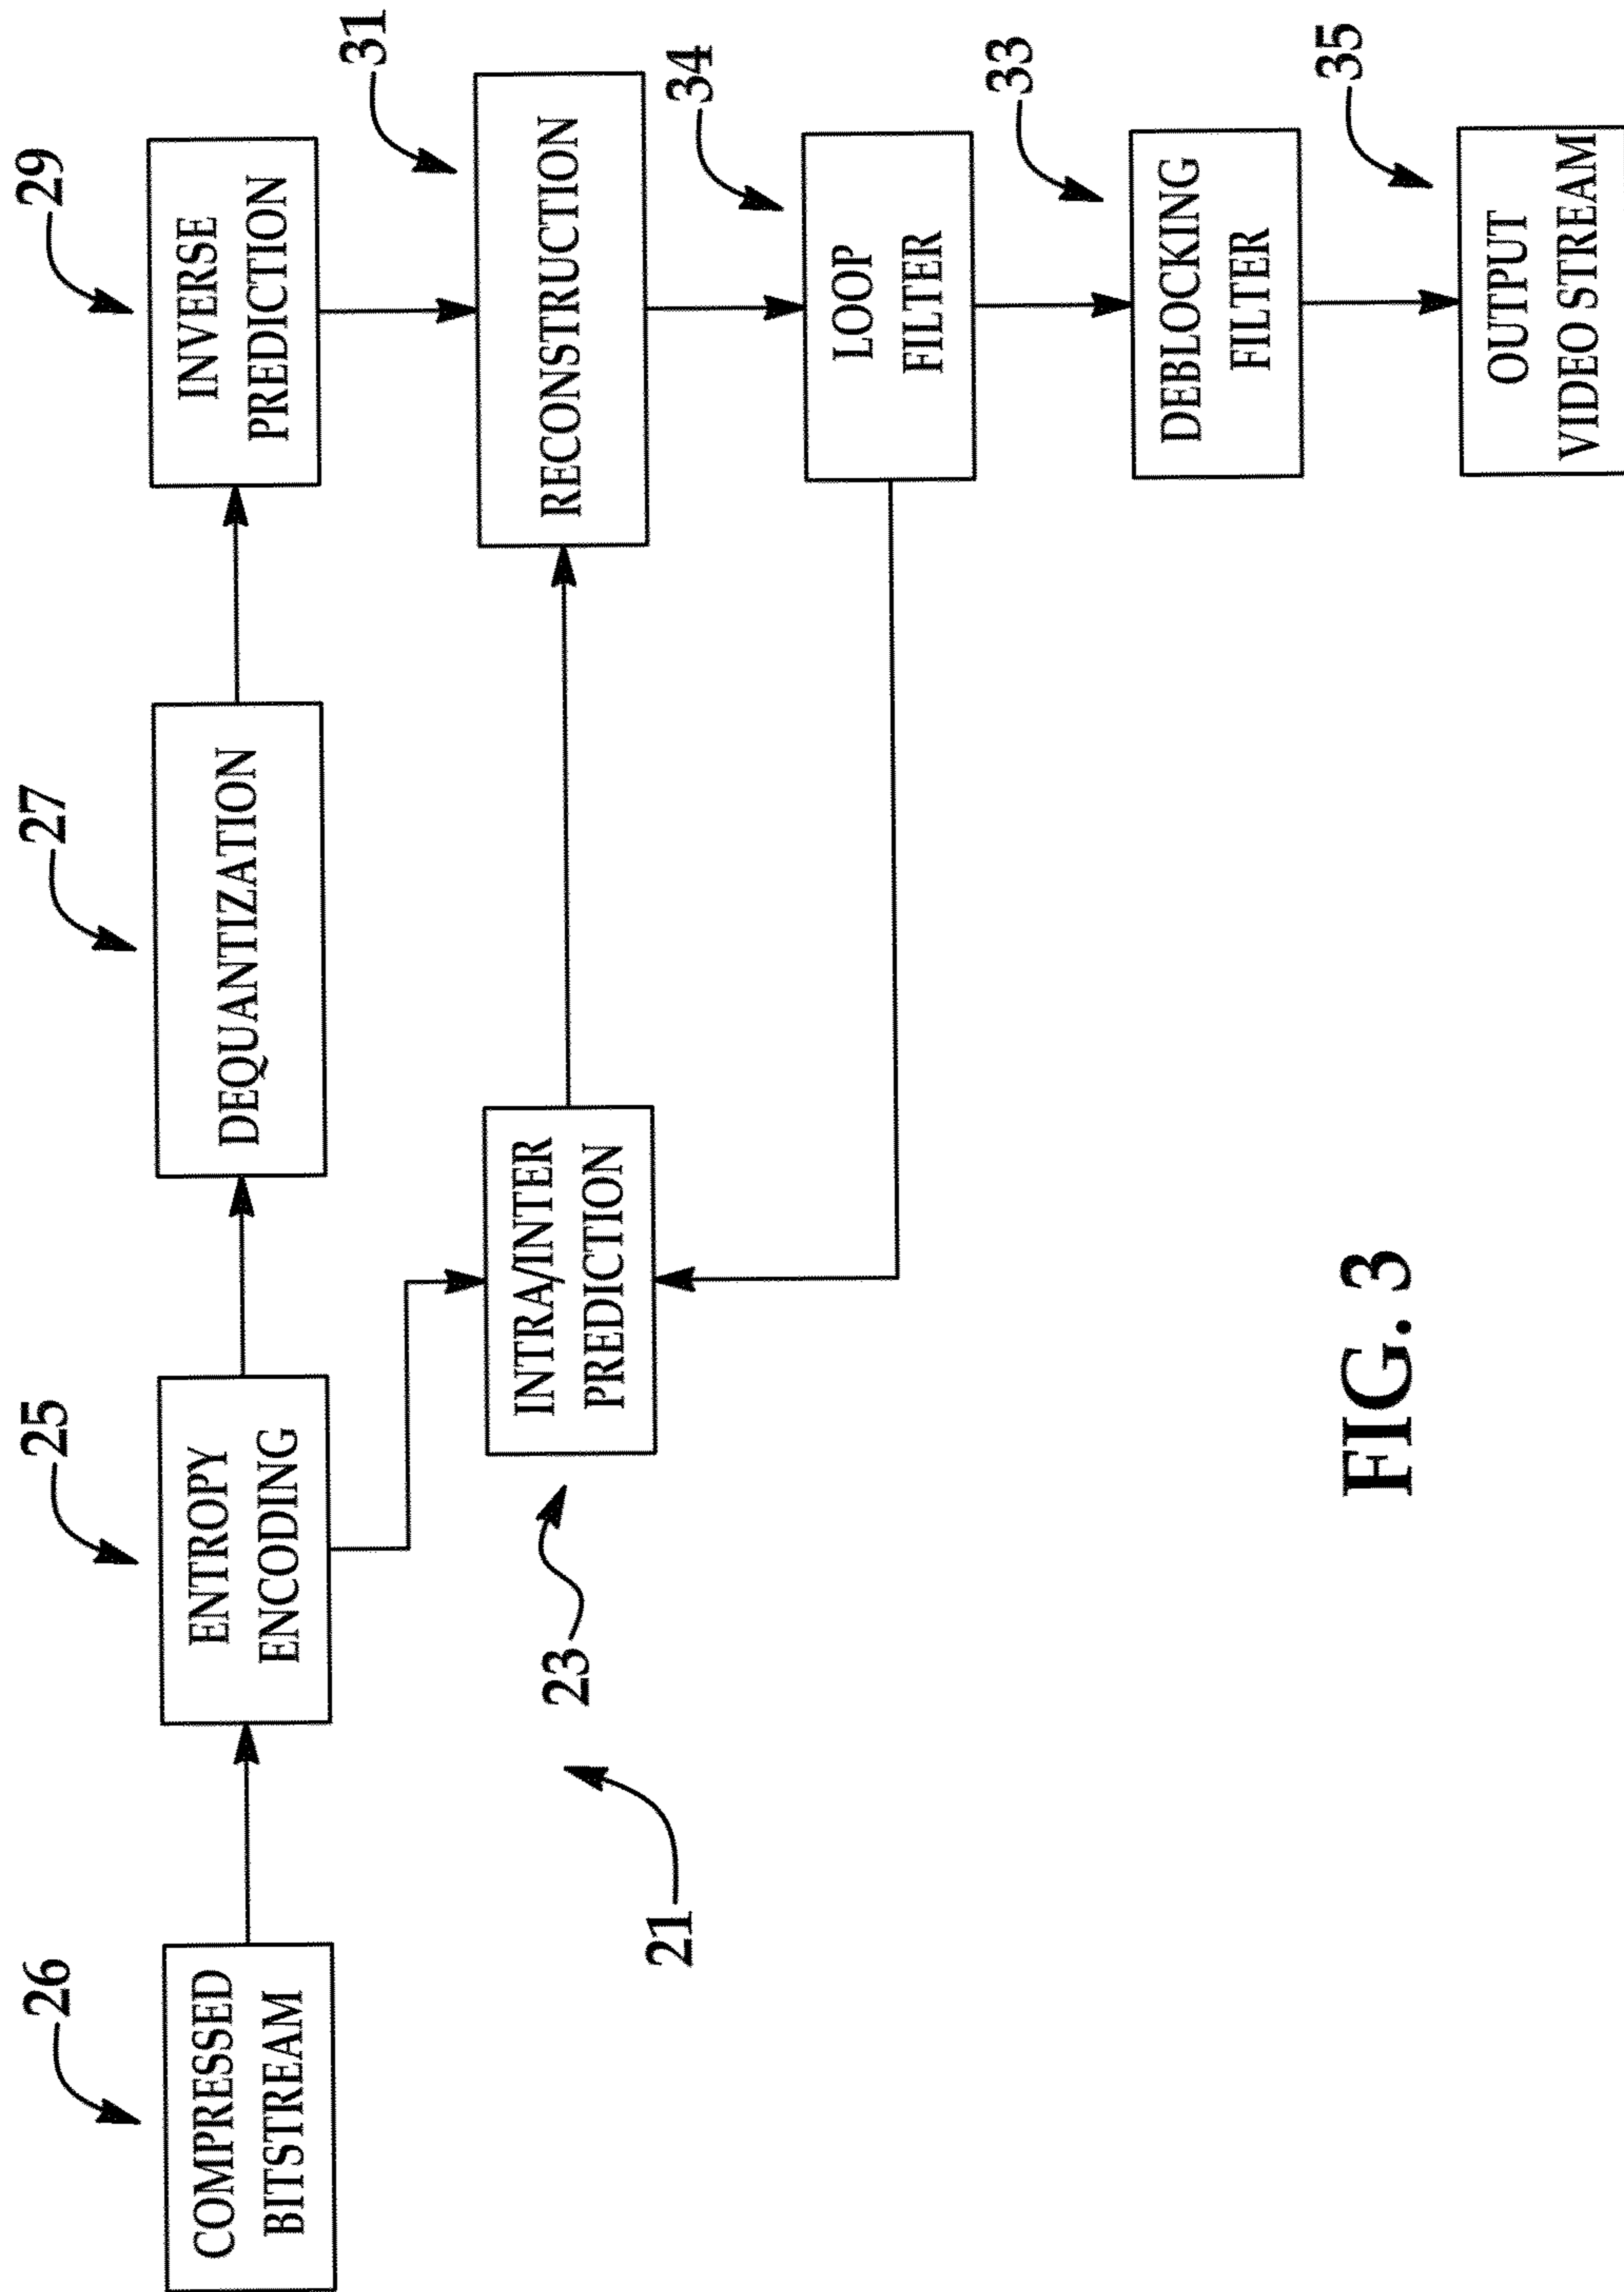 26
COMPRESSED
BITSTREAM
25
ENTROPY
ENCODING
27
DEQUANTIZATION
29
INVERSE
PREDICTION
21
23
INTRA/INTER
PREDICTION
31
RECONSTRUCTION
34
LOOP
FILTER
33
DEBLOCKING
FILTER
35
OUTPUT
VIDEO STREAM
FIG. 3